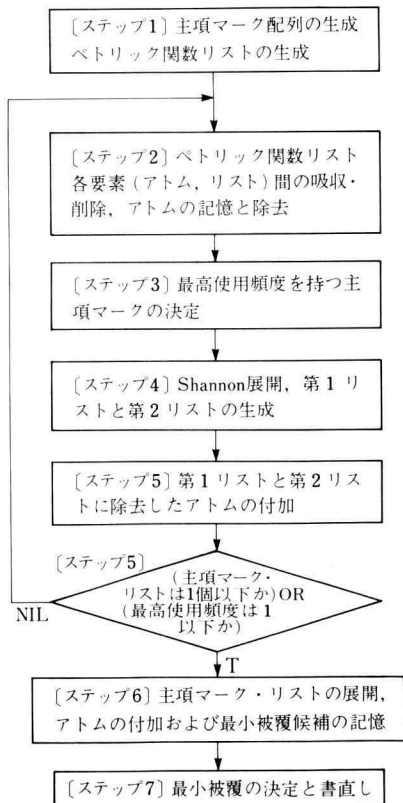 〔ステップ1〕主項マーク配列の生成
ペトリック関数リストの生成
〔ステップ2〕ペトリック関数リスト
各要素(アトム,リスト)間の吸収・
削除,アトムの記憶と除去
〔ステップ3〕最高使用頻度を持つ主
項マークの決定
〔ステップ4〕Shannon展開,第1リ
ストと第2リストの生成
〔ステップ5〕第1リストと第2リス
トに除去したアトムの付加
〔ステップ5〕
(主項マーク・
リストは1個以下か)OR
(最高使用頻度は1
以下か)
NIL
T
〔ステップ6〕主項マーク・リストの展開,
アトムの付加および最小被覆候補の記憶
〔ステップ7〕最小被覆の決定と書直し